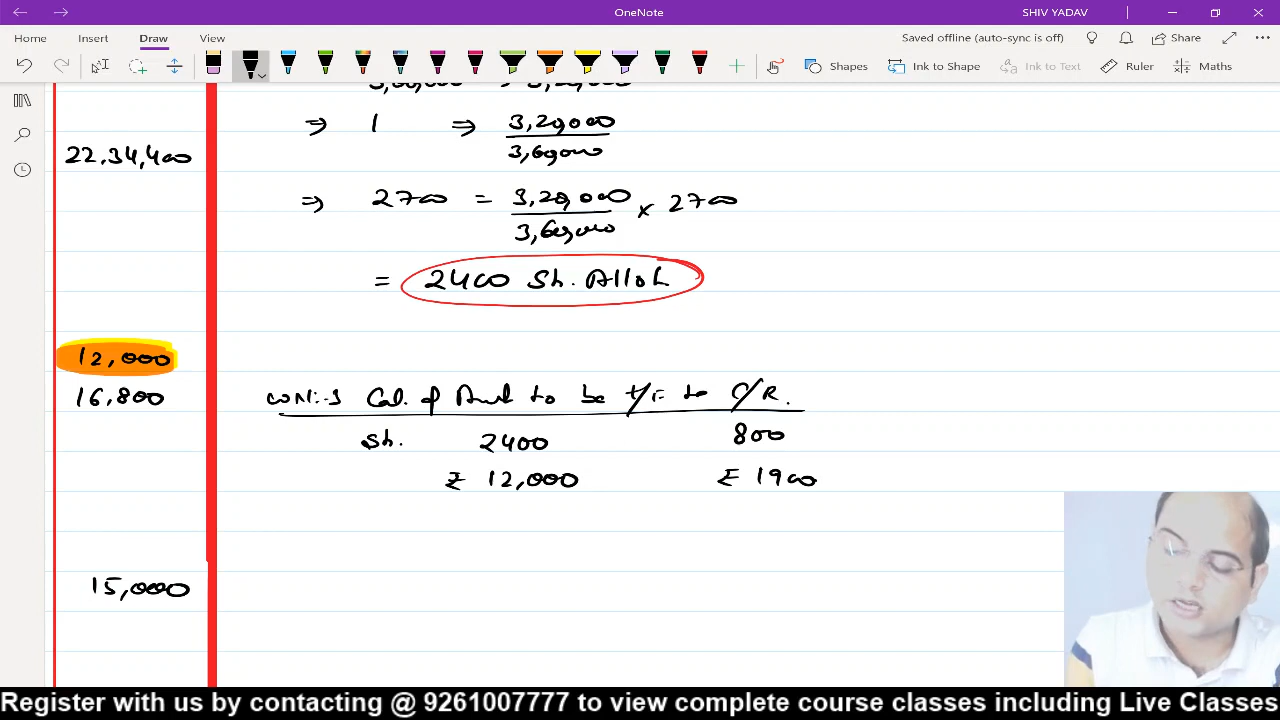 OneNote
SHIV YADAV
Home Insert Draw View
Saved offline (auto-sync is off)
Share
Shapes
Ink to Shape
Ink to Text
Ruler
Maths
⇒ 1 ⇒ 3,20,000
3,60,000
22,34,400
⇒ 2700 = 3,20,000 × 2700
3,60,000
= 2400 Sh. Allot
12,000
16,800
Cal. of Amt to be t/f to C/R.
Sh. 2400 800
₹ 12,000 ₹ 1900
15,000
Register with us by contacting @ 9261007777 to view complete course classes including Live Classes